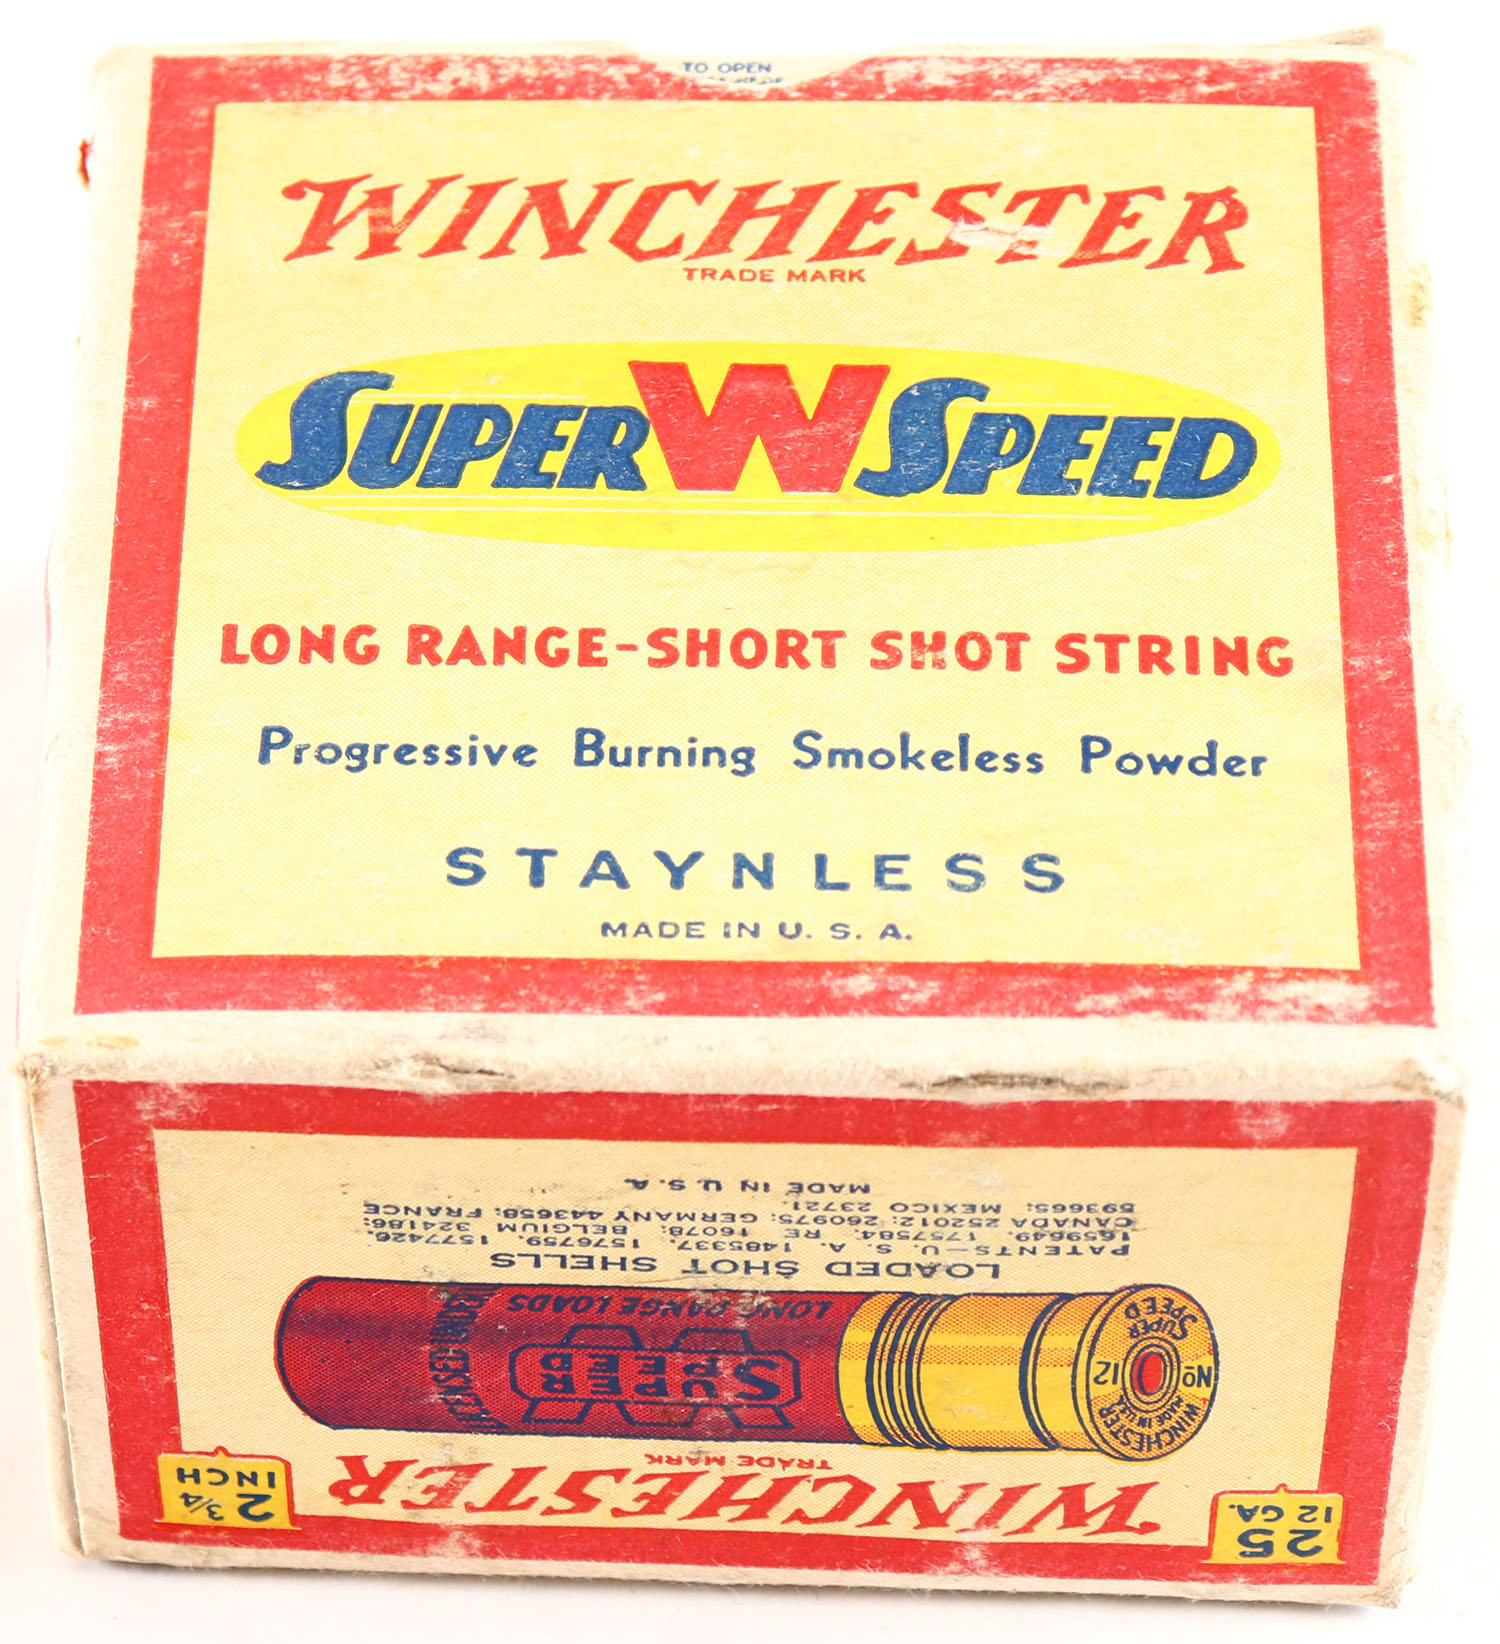 TO OPEN
WINCHESTER
TRADE MARK
SUPER W SPEED
LONG RANGE-SHORT SHOT STRING
Progressive Burning Smokeless Powder
STAYNLESS
MADE IN U. S. A.
25
12 GA.
WINCHESTER
TRADE MARK
2 3/4
INCH
WINCHESTER
MADE IN U.S.A.
No 12
SUPER
SPEED
W
SUPER
SPEED
LONG RANGE LOADS
LOADED SHOT SHELLS
PATENTS—U. S. A. 1485337. 1576759. 1577426.
1659649. 1757584. RE. 16078: BELGIUM 324186:
CANADA 252012: 260975: GERMANY 443658: FRANCE
593665: MEXICO 23721.
MADE IN U. S. A.